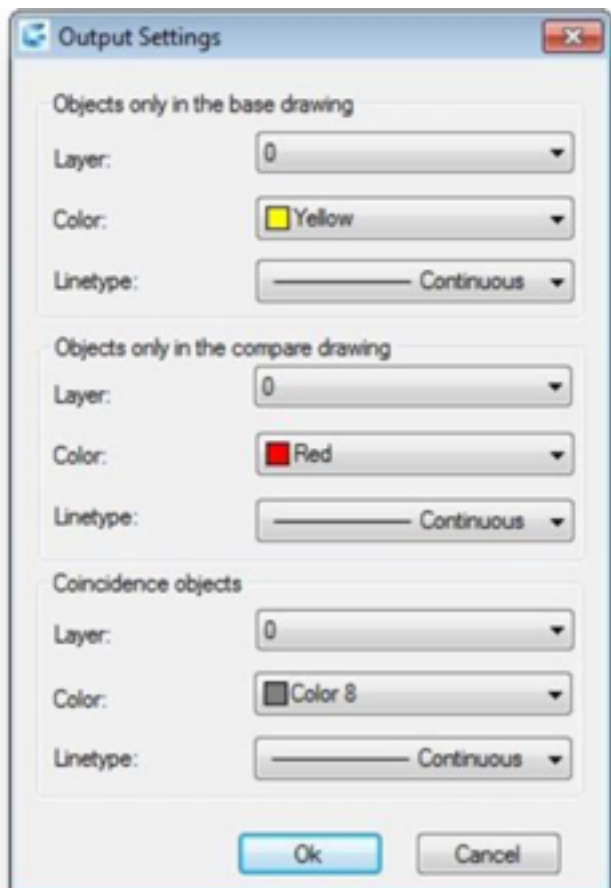 Output Settings
Objects only in the base drawing
Layer: 0
Color: Yellow
Linetype: Continuous
Objects only in the compare drawing
Layer: 0
Color: Red
Linetype: Continuous
Coincidence objects
Layer: 0
Color: Color 8
Linetype: Continuous
Ok Cancel